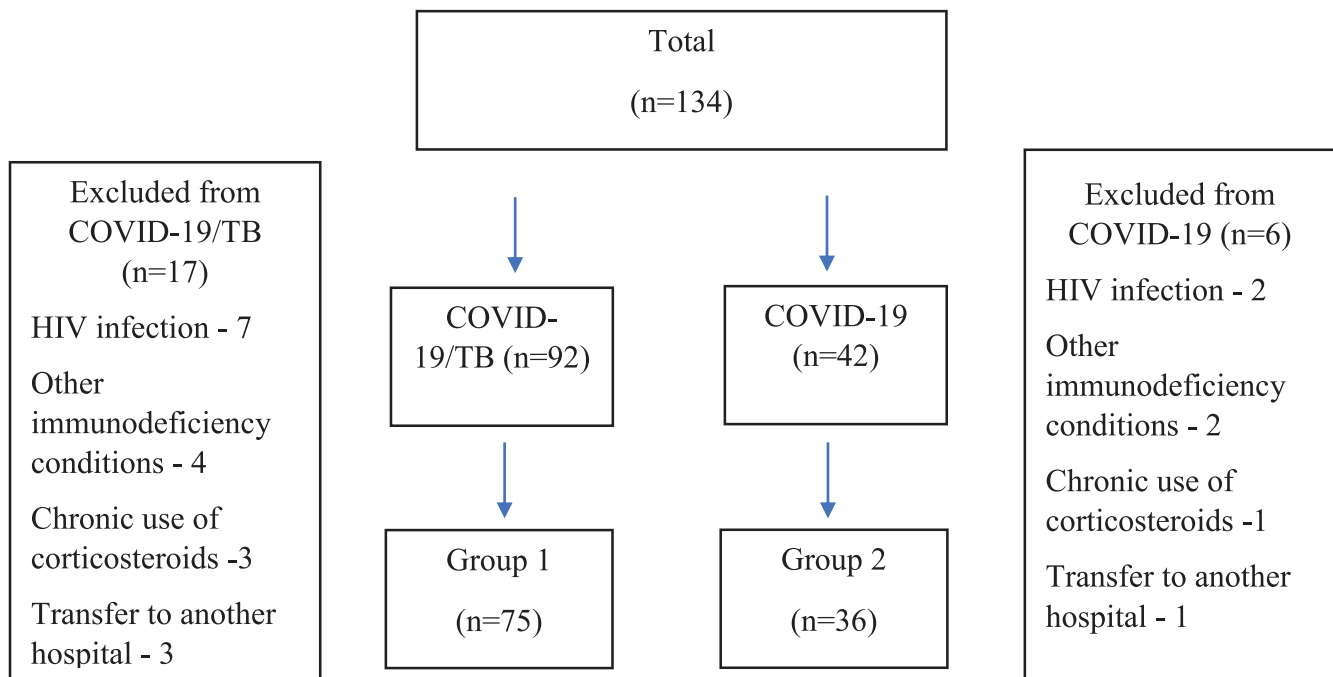 Total
(n=134)
Excluded from
COVID-19/TB
(n=17)
HIV infection - 7
Other
immunodeficiency
conditions - 4
Chronic use of
corticosteroids -3
Transfer to another
hospital - 3
COVID-
19/TB (n=92)
COVID-19
(n=42)
Group 1
(n=75)
Group 2
(n=36)
Excluded from
COVID-19 (n=6)
HIV infection - 2
Other
immunodeficiency
conditions - 2
Chronic use of
corticosteroids -1
Transfer to another
hospital - 1